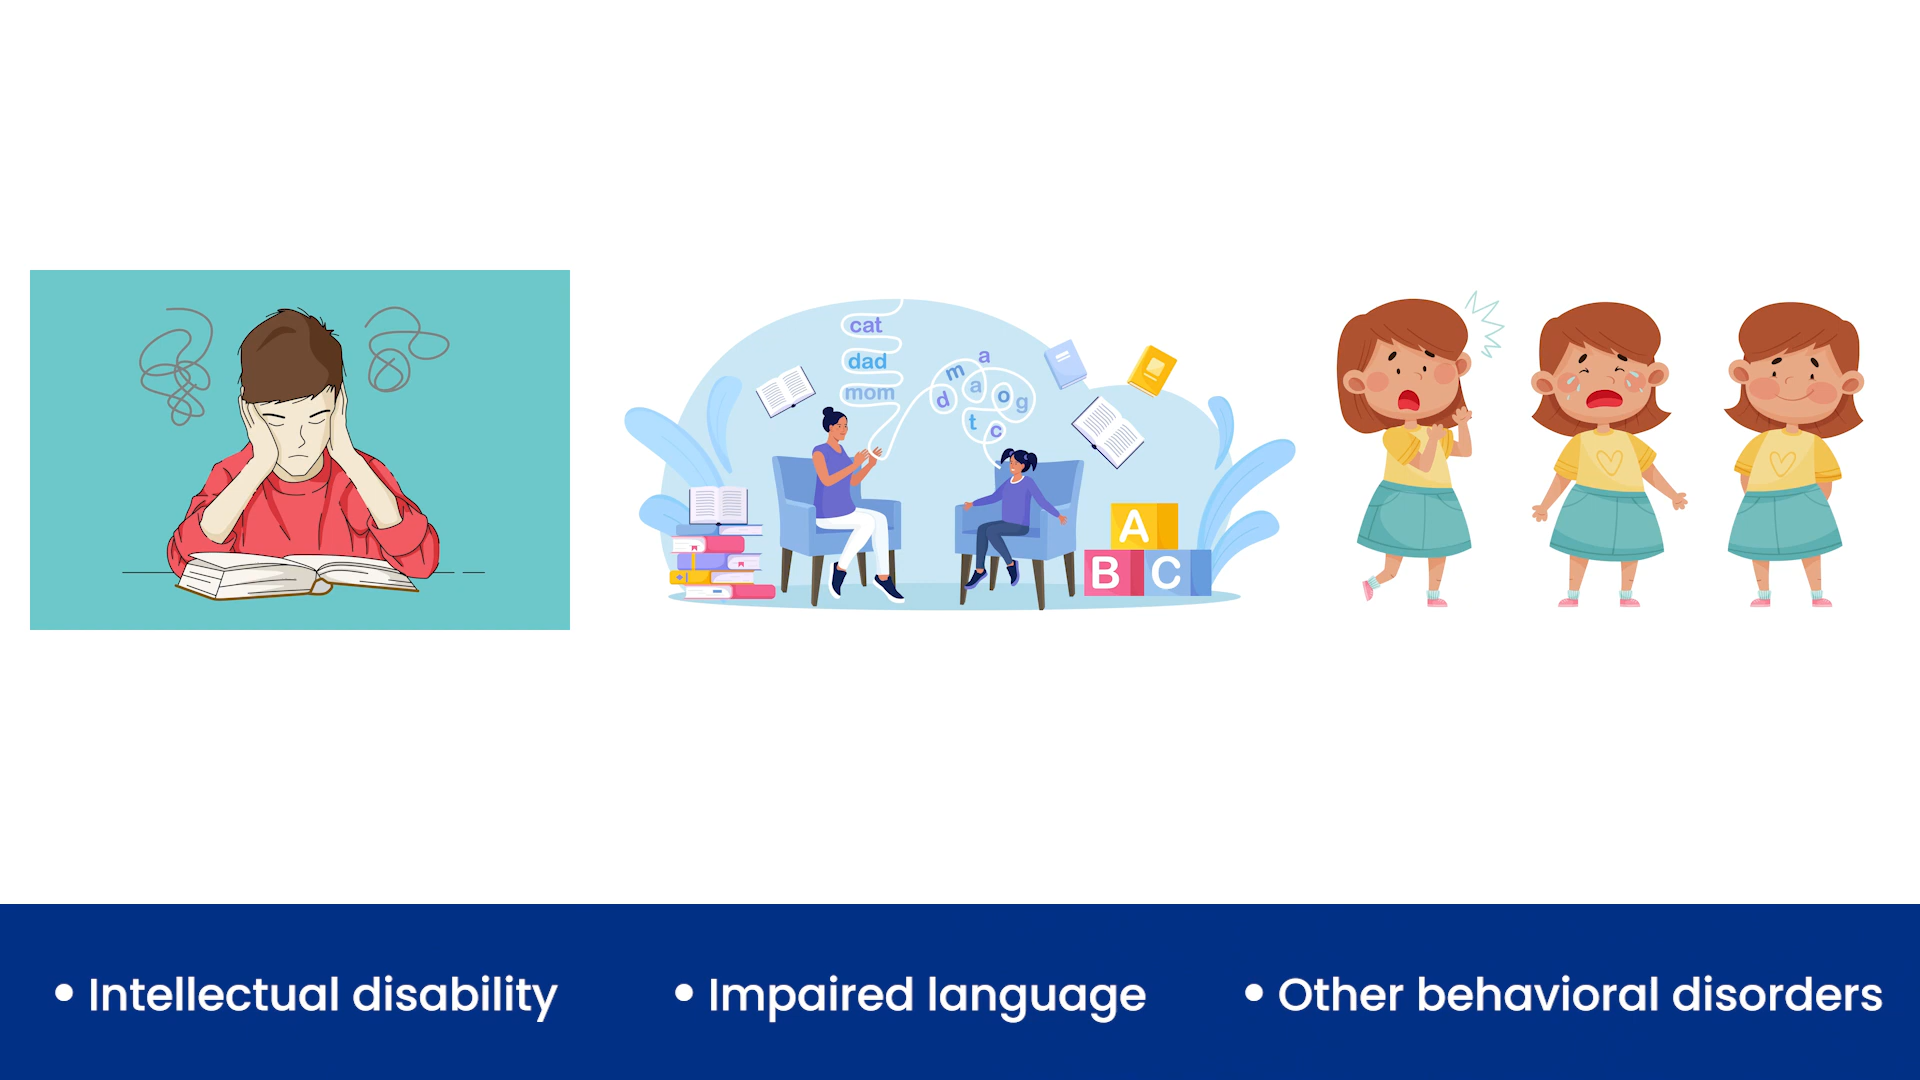 cat
dad
mom
a
m
a
d
o
g
t
c
A
B C
• Intellectual disability
• Impaired language
• Other behavioral disorders